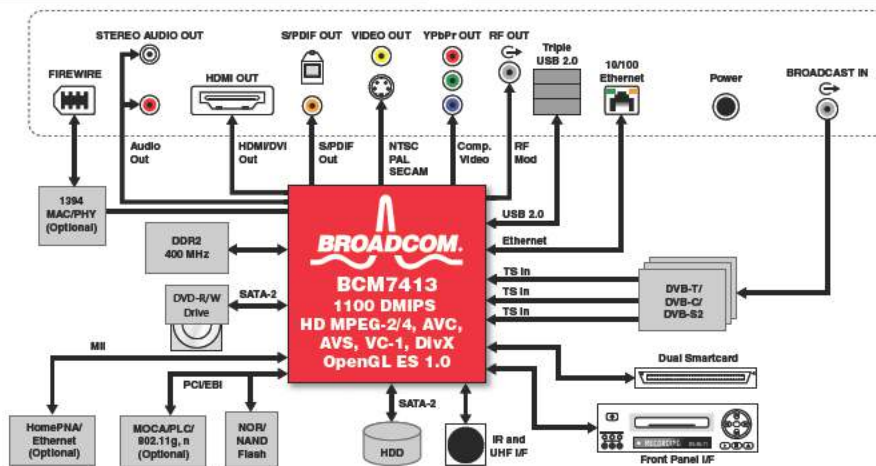 STEREO AUDIO OUT
S/PDIF OUT
VIDEO OUT
YPbPr OUT
RF OUT
Triple
USB 2.0
10/100
Ethernet
Power
BROADCAST IN
FIREWIRE
HDMI OUT
Audio
Out
HDMI/DVI
Out
S/PDIF
Out
NTSC
PAL
SECAM
Comp.
Video
RF
Mod
1394
MAC/PHY
(Optional)
USB 2.0
Ethernet
DDR2
400 MHz
BROADCOM.
BCM7413
1100 DMIPS
HD MPEG-2/4, AVC,
AVS, VC-1, DivX
OpenGL ES 1.0
TS In
TS In
TS In
DVB-T/
DVB-C/
DVB-S2
DVD-R/W
Drive
SATA-2
MII
PCI/EBI
Dual Smartcard
HomePNA/
Ethernet
(Optional)
MOCA/PLC/
802.11g, n
(Optional)
NOR/
NAND
Flash
SATA-2
HDD
IR and
UHF I/F
RECORDING
Front Panel I/F